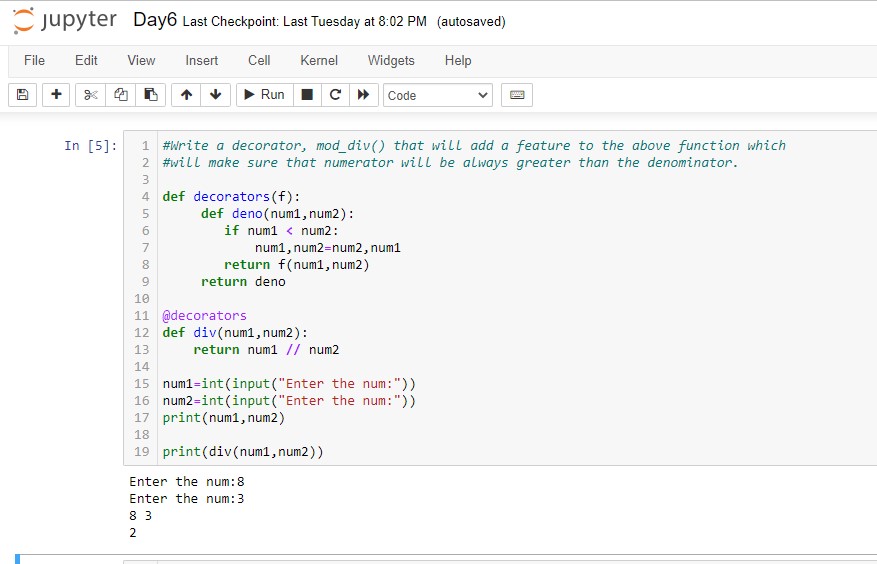 jupyter Day6 Last Checkpoint: Last Tuesday at 8:02 PM (autosaved)
File Edit View Insert Cell Kernel Widgets Help
Run Code
In [5]: 1 #Write a decorator, mod_div() that will add a feature to the above function which
2 #will make sure that numerator will be always greater than the denominator.
3
4 def decorators(f):
5      def deno(num1,num2):
6         if num1 < num2:
7             num1,num2=num2,num1
8         return f(num1,num2)
9      return deno
10
11 @decorators
12 def div(num1,num2):
13     return num1 // num2
14
15 num1=int(input("Enter the num:"))
16 num2=int(input("Enter the num:"))
17 print(num1,num2)
18
19 print(div(num1,num2))
Enter the num:8
Enter the num:3
8 3
2